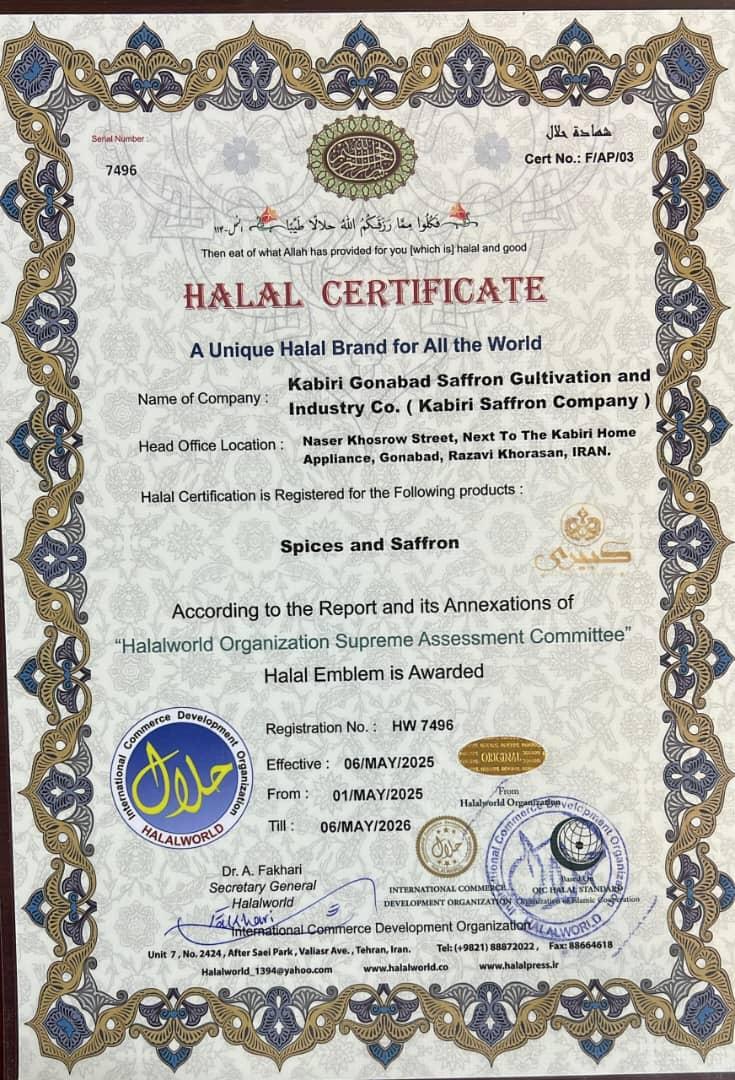 Serial Number :
7496
شهادة حلال
Cert No.: F/AP/03
فَكُلُوا مِمَّا رَزَقَكُمُ اللهُ حَلالًا طَيِّبًا
Then eat of what Allah has provided for you [which is] halal and good
HALAL CERTIFICATE
A Unique Halal Brand for All the World
Name of Company :
Kabiri Gonabad Saffron Gultivation and
Industry Co. ( Kabiri Saffron Company )
Head Office Location :
Naser Khosrow Street, Next To The Kabiri Home
Appliance, Gonabad, Razavi Khorasan, IRAN.
Halal Certification is Registered for the Following products :
Spices and Saffron
کبیری
According to the Report and its Annexations of
“Halalworld Organization Supreme Assessment Committee”
Halal Emblem is Awarded
International Commerce Development Organization
حلال
HALALWORLD
Registration No. : HW 7496
Effective : 06/MAY/2025
From : 01/MAY/2025
Till : 06/MAY/2026
ORIGINAL
From
Halalworld Organization
حلال
INTERNATIONAL COMMERCE
DEVELOPMENT ORGANIZATION
Based On
OIC HALAL STANDARD
Organization of Islamic Cooperation
HALALWORLD
Dr. A. Fakhari
Secretary General
Halalworld
International Commerce Development Organization
Unit 7 , No. 2424 , After Saei Park , Valiasr Ave. , Tehran, Iran. Tel: (+9821) 88872022 , Fax: 88664618
Halalworld_1394@yahoo.com www.halalworld.co www.halalpress.ir